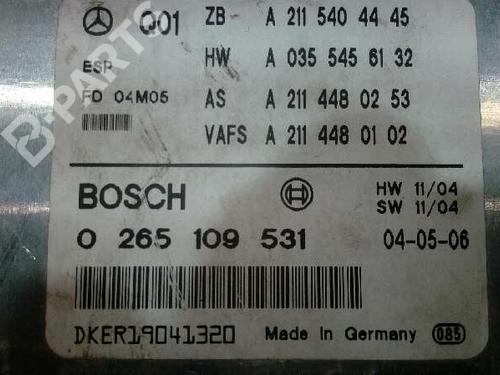 Q01 ZB A 211 540 44 45
ESP HW A 035 545 61 32
FD 04M05 AS A 211 448 02 53
VAFS A 211 448 01 02
BOSCH HW 11/04
SW 11/04
0 265 109 531 04-05-06
DKER19041320 Made in Germany 085
B-PARTS